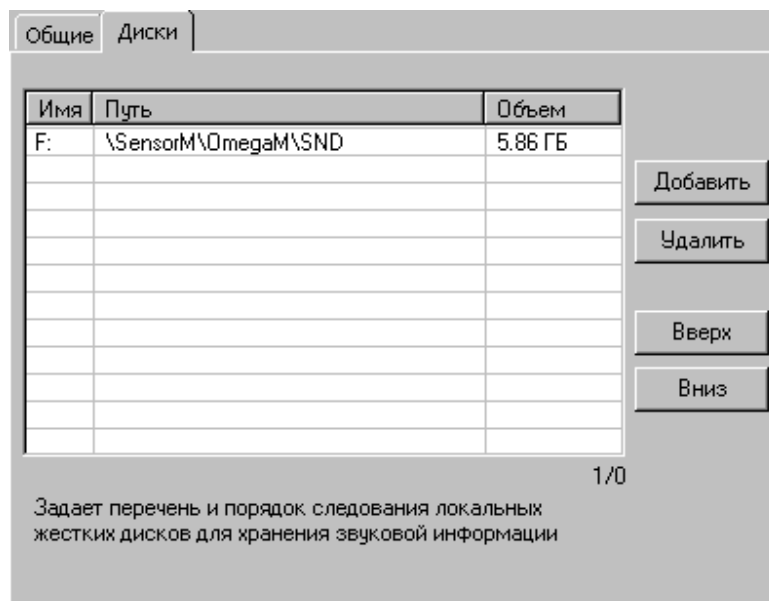 Общие Диски
Имя Путь Объем
F: \SensorM\OmegaM\SND 5.86 ГБ
Добавить
Удалить
Вверх
Вниз
1/0
Задает перечень и порядок следования локальных
жестких дисков для хранения звуковой информации